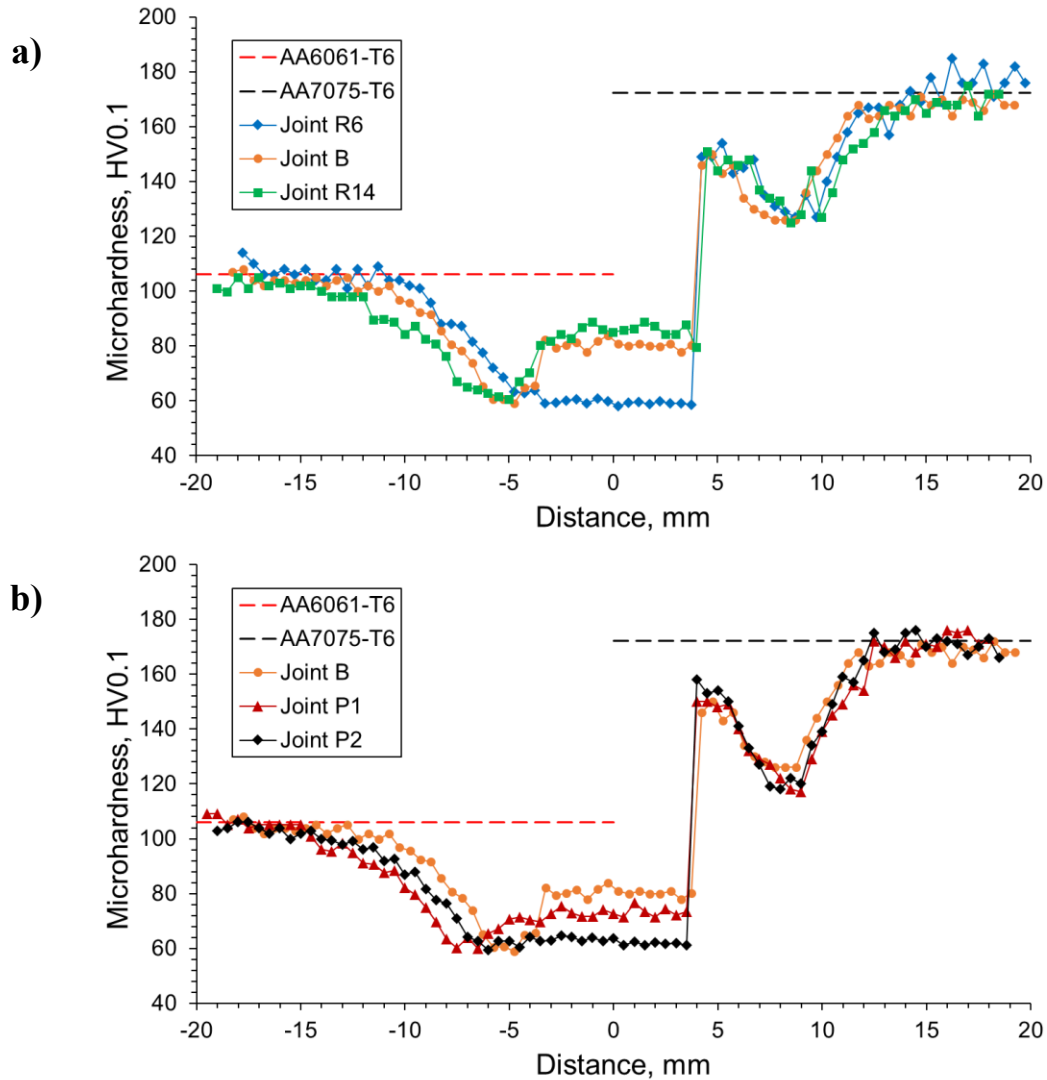 a)
200
180
160
140
120
100
80
60
40
Microhardness, HV0.1
AA6061-T6
AA7075-T6
Joint R6
Joint B
Joint R14
-20 -15 -10 -5 0 5 10 15 20
Distance, mm
b)
200
180
160
140
120
100
80
60
40
Microhardness, HV0.1
AA6061-T6
AA7075-T6
Joint B
Joint P1
Joint P2
-20 -15 -10 -5 0 5 10 15 20
Distance, mm